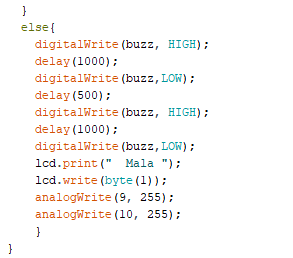 }
else{
digitalWrite(buzz, HIGH);
delay(1000);
digitalWrite(buzz,LOW);
delay(500);
digitalWrite(buzz, HIGH);
delay(1000);
digitalWrite(buzz,LOW);
lcd.print("  Mala ");
lcd.write(byte(1));
analogWrite(9, 255);
analogWrite(10, 255);
}
}